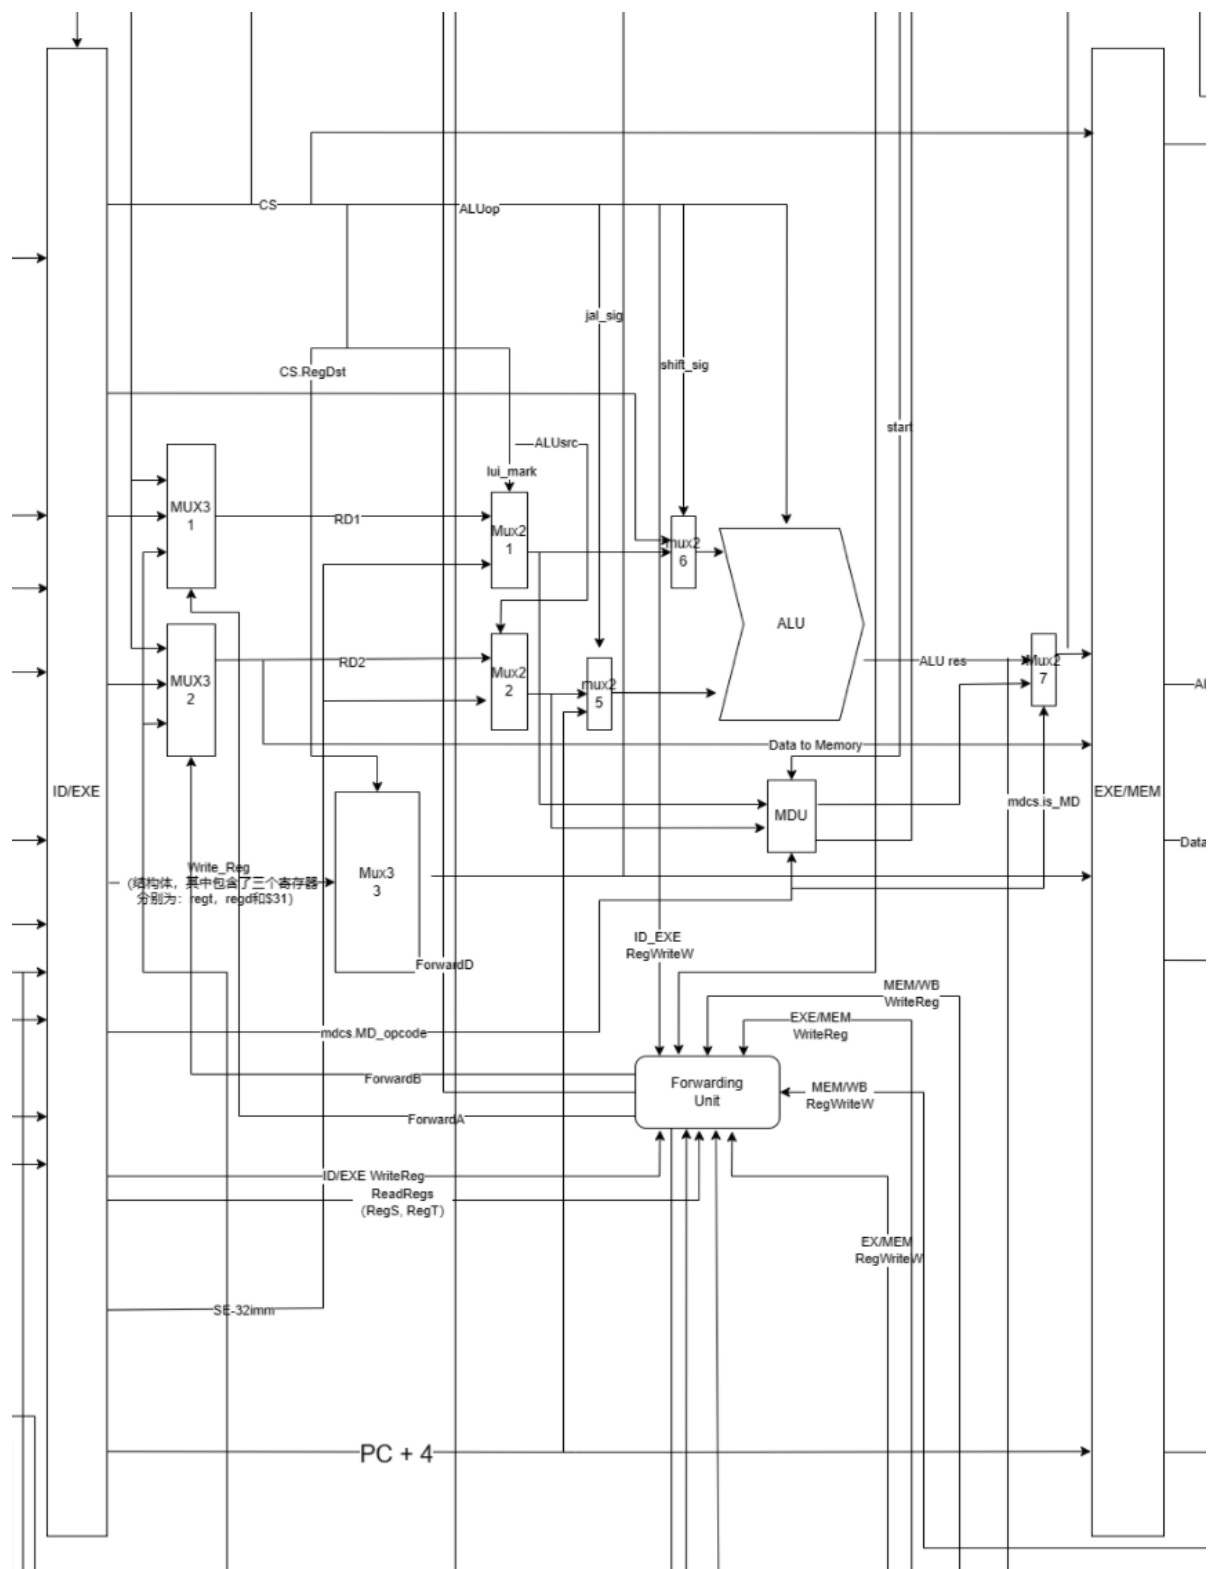 CS
ALUop
jal_sig
shift_sig
CS.RegDst
start
ALUsrc
lui_mark
MUX3
1
RD1
Mux2
1
mux2
6
ALU
MUX3
2
RD2
Mux2
2
mux2
5
ALU res
Mux2
7
Al
Data to Memory
ID/EXE
MDU
mdcs.is_MD
EXE/MEM
Data
Write_Reg
(结构体，其中包含了三个寄存器
分别为：regt，regd和$31)
Mux3
3
ID_EXE
RegWriteW
ForwardD
MEM/WB
WriteReg
EXE/MEM
WriteReg
mdcs.MD_opcode
ForwardB
Forwarding
Unit
MEM/WB
RegWriteW
ForwardA
ID/EXE WriteReg
ReadRegs
(RegS, RegT)
EX/MEM
RegWriteW
SE-32imm
PC + 4